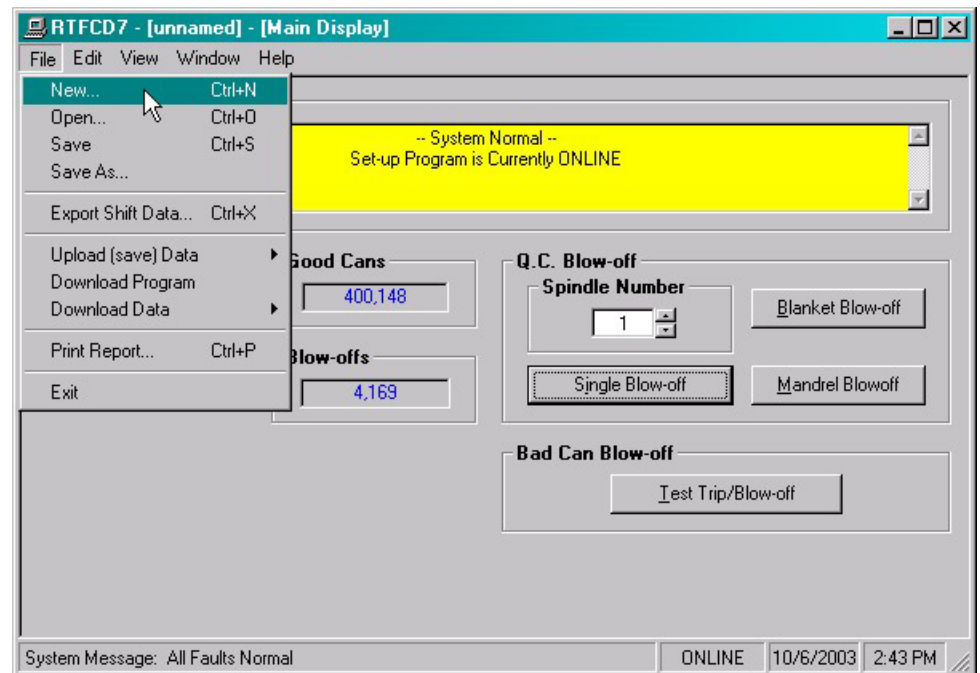 RTFCD7 - [unnamed] - [Main Display]
File Edit View Window Help
New... Ctrl+N
Open... Ctrl+O
Save Ctrl+S
Save As...
Export Shift Data... Ctrl+X
Upload (save) Data
Download Program
Download Data
Print Report... Ctrl+P
Exit
-- System Normal --
Set-up Program is Currently ONLINE
Good Cans
400,148
Blow-offs
4,169
Q.C. Blow-off
Spindle Number
1
Blanket Blow-off
Single Blow-off
Mandrel Blowoff
Bad Can Blow-off
Test Trip/Blow-off
System Message: All Faults Normal
ONLINE
10/6/2003
2:43 PM